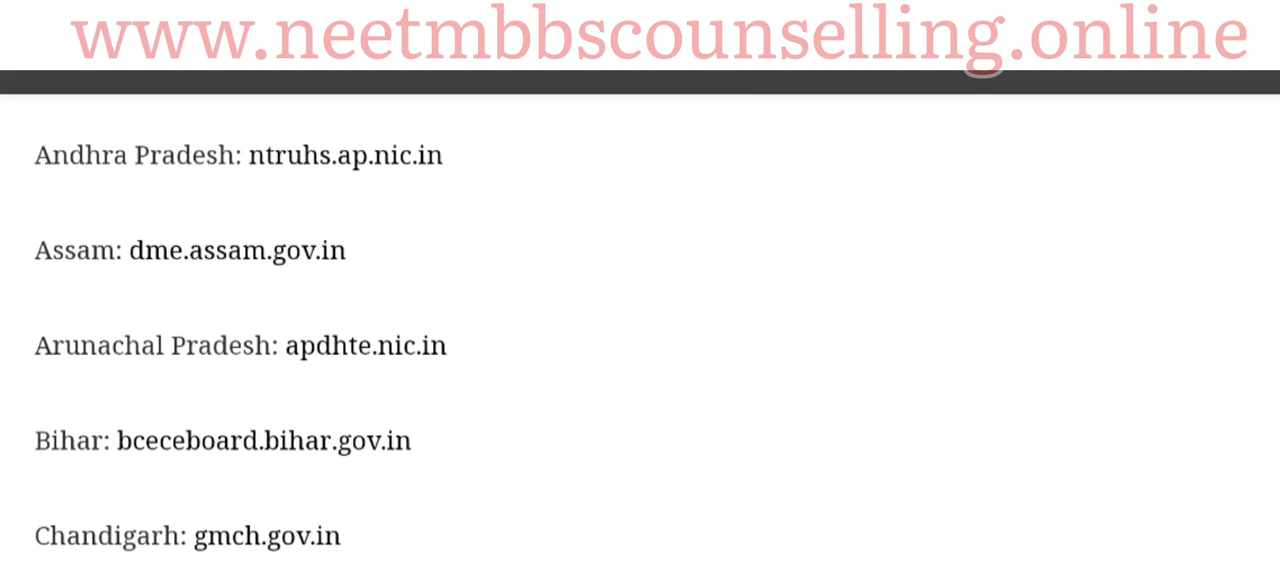 www.neetmbbscounselling.online
Andhra Pradesh: ntruhs.ap.nic.in
Assam: dme.assam.gov.in
Arunachal Pradesh: apdhte.nic.in
Bihar: bceceboard.bihar.gov.in
Chandigarh: gmch.gov.in